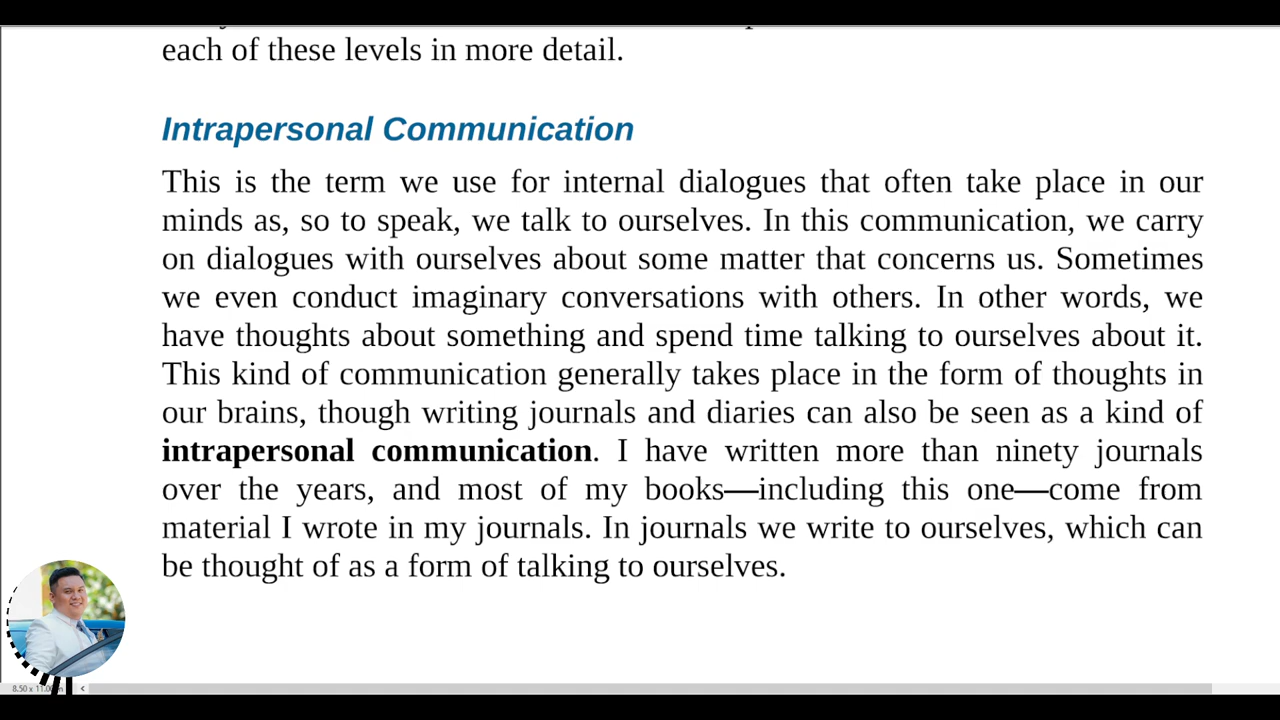 each of these levels in more detail.
Intrapersonal Communication
This is the term we use for internal dialogues that often take place in our
minds as, so to speak, we talk to ourselves. In this communication, we carry
on dialogues with ourselves about some matter that concerns us. Sometimes
we even conduct imaginary conversations with others. In other words, we
have thoughts about something and spend time talking to ourselves about it.
This kind of communication generally takes place in the form of thoughts in
our brains, though writing journals and diaries can also be seen as a kind of
intrapersonal communication. I have written more than ninety journals
over the years, and most of my books—including this one—come from
material I wrote in my journals. In journals we write to ourselves, which can
be thought of as a form of talking to ourselves.
8.50 x 11.00